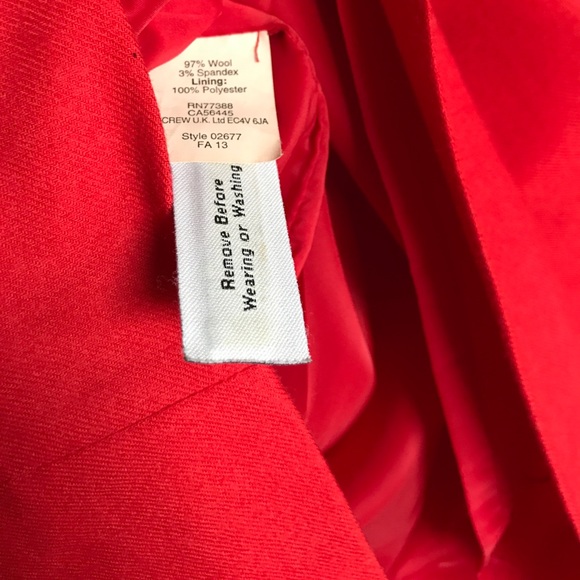 97% Wool
3% Spandex
Lining:
100% Polyester
RN77388
CA56445
CREW U.K. Ltd EC4V 6JA
Style 02677
FA 13
Remove Before
Wearing or Washing